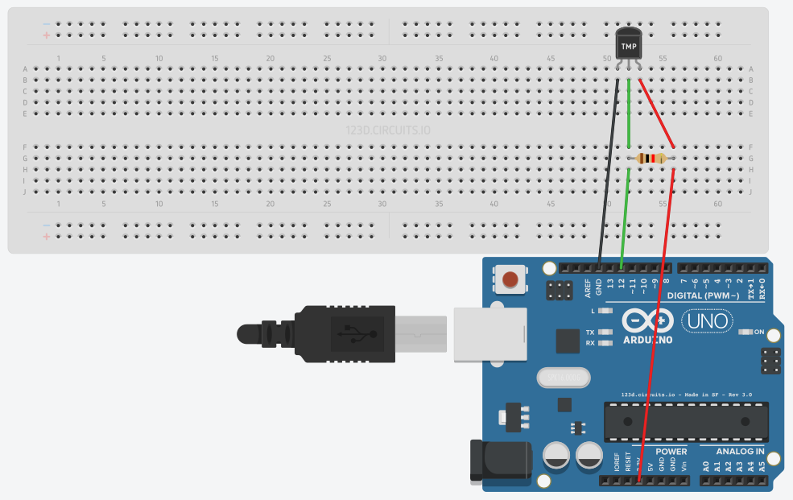 − −
+ +
1 5 10 15 20 25 30 35 40 45 50 55 60
TMP
A A
B B
C C
D D
E E
123D.CIRCUITS.IO
F F
G G
H H
I I
J J
1 5 10 15 20 25 30 35 40 45 50 55 60
− −
+ +
AREF GND 13 12 ~11 ~10 ~9 8 7 ~6 ~5 4 ~3 2 TX→1 RX←0
DIGITAL (PWM~)
L
TX
RX
ARDUINO
UNO
ON
123d.circuits.io - Made in SF - Rev 3.0
POWER ANALOG IN
IOREF RESET 5V GND GND Vin A0 A1 A2 A3 A4 A5